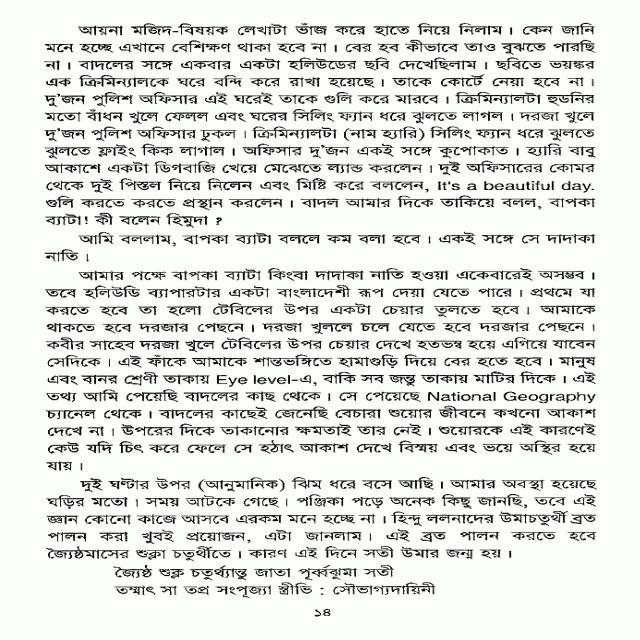 আয়না মজিদ-বিষয়ক লেখাটা ভাঁজ করে হাতে নিয়ে নিলাম। কেন জানি
মনে হচ্ছে এখানে বেশিক্ষণ থাকা হবে না। বের হব কীভাবে তাও বুঝতে পারছি
না। বাদলের সঙ্গে একবার একটা হলিউডের ছবি দেখেছিলাম। ছবিতে ভয়ঙ্কর
এক ক্রিমিন্যালকে ঘরে বন্দি করে রাখা হয়েছে। তাকে কোর্টে নেয়া হবে না।
দু'জন পুলিশ অফিসার এই ঘরেই তাকে গুলি করে মারবে। ক্রিমিন্যালটা হুডনির
মতো বাঁধন খুলে ফেলল এবং ঘরের সিলিং ফ্যান ধরে ঝুলতে লাগল। দরজা খুলে
দু'জন পুলিশ অফিসার ঢুকল। ক্রিমিন্যালটা (নাম হ্যারি) সিলিং ফ্যান ধরে ঝুলতে
ঝুলতে ফ্লাইং কিক লাগাল। অফিসার দু'জন একই সঙ্গে কুপোকাত। হ্যারি বাবু
আকাশে একটা ডিগবাজি খেয়ে মেঝেতে ল্যান্ড করলেন। দুই অফিসারের কোমর
থেকে দুই পিস্তল নিয়ে নিলেন এবং মিষ্টি করে বললেন, It's a beautiful day.
গুলি করতে করতে প্রস্থান করলেন। বাদল আমার দিকে তাকিয়ে বলল, বাপকা
ব্যাটা! কী বলেন হিমুদা ?
আমি বললাম, বাপকা ব্যাটা বললে কম বলা হবে। একই সঙ্গে সে দাদাকা
নাতি।
আমার পক্ষে বাপকা ব্যাটা কিংবা দাদাকা নাতি হওয়া একেবারেই অসম্ভব।
তবে হলিউডি ব্যাপারটার একটা বাংলাদেশী রূপ দেয়া যেতে পারে। প্রথমে যা
করতে হবে তা হলো টেবিলের উপর একটা চেয়ার তুলতে হবে। আমাকে
থাকতে হবে দরজার পেছনে। দরজা খুললে চলে যেতে হবে দরজার পেছনে।
কবীর সাহেব দরজা খুলে টেবিলের উপর চেয়ার দেখে হতভম্ব হয়ে এগিয়ে যাবেন
সেদিকে। এই ফাঁকে আমাকে শান্তভঙ্গিতে হামাগুড়ি দিয়ে বের হতে হবে। মানুষ
এবং বানর শ্রেণী তাকায় Eye level-এ, বাকি সব জন্তু তাকায় মাটির দিকে। এই
তথ্য আমি পেয়েছি বাদলের কাছ থেকে। সে পেয়েছে National Geography
চ্যানেল থেকে। বাদলের কাছেই জেনেছি বেচারা শুয়োর জীবনে কখনো আকাশ
দেখে না। উপরের দিকে তাকানোর ক্ষমতাই তার নেই। শুয়োরকে এই কারণেই
কেউ যদি চিৎ করে ফেলে সে হঠাৎ আকাশ দেখে বিস্ময় এবং ভয়ে অস্থির হয়ে
যায়।
দুই ঘণ্টার উপর (আনুমানিক) ঝিম ধরে বসে আছি। আমার অবস্থা হয়েছে
ঘড়ির মতো। সময় আটকে গেছে। পঞ্জিকা পড়ে অনেক কিছু জানছি, তবে এই
জ্ঞান কোনো কাজে আসবে এরকম মনে হচ্ছে না। হিন্দু ললনাদের উমাচতুর্থী ব্রত
পালন করা খুবই প্রয়োজন, এটা জানলাম। এই ব্রত পালন করতে হবে
জ্যৈষ্ঠমাসের শুক্লা চতুর্থীতে। কারণ এই দিনে সতী উমার জন্ম হয়।
জ্যৈষ্ঠ শুক্ল চতুর্থ্যান্তু জাতা পূর্ব্বঝুমা সতী
তম্মাৎ সা তপ্র সংপূজ্যা স্ত্রীভি : সৌভাগ্যদায়িনী
১৪